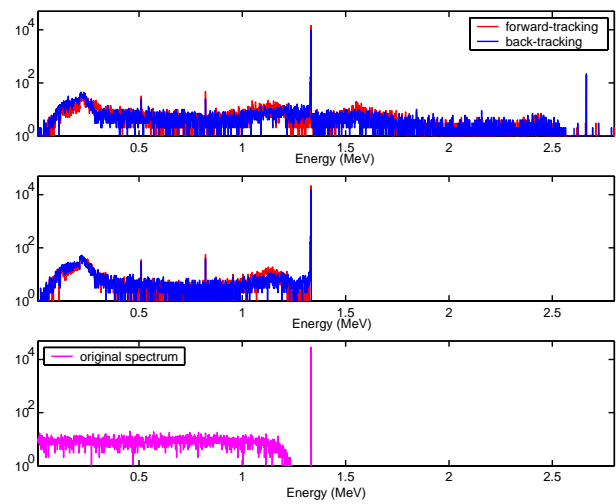 forward-tracking
back-tracking
10^4
10^2
10^0
0.5 1 1.5 2 2.5
Energy (MeV)
10^4
10^2
10^0
0.5 1 1.5 2 2.5
Energy (MeV)
original spectrum
10^4
10^2
10^0
0.5 1 1.5 2 2.5
Energy (MeV)